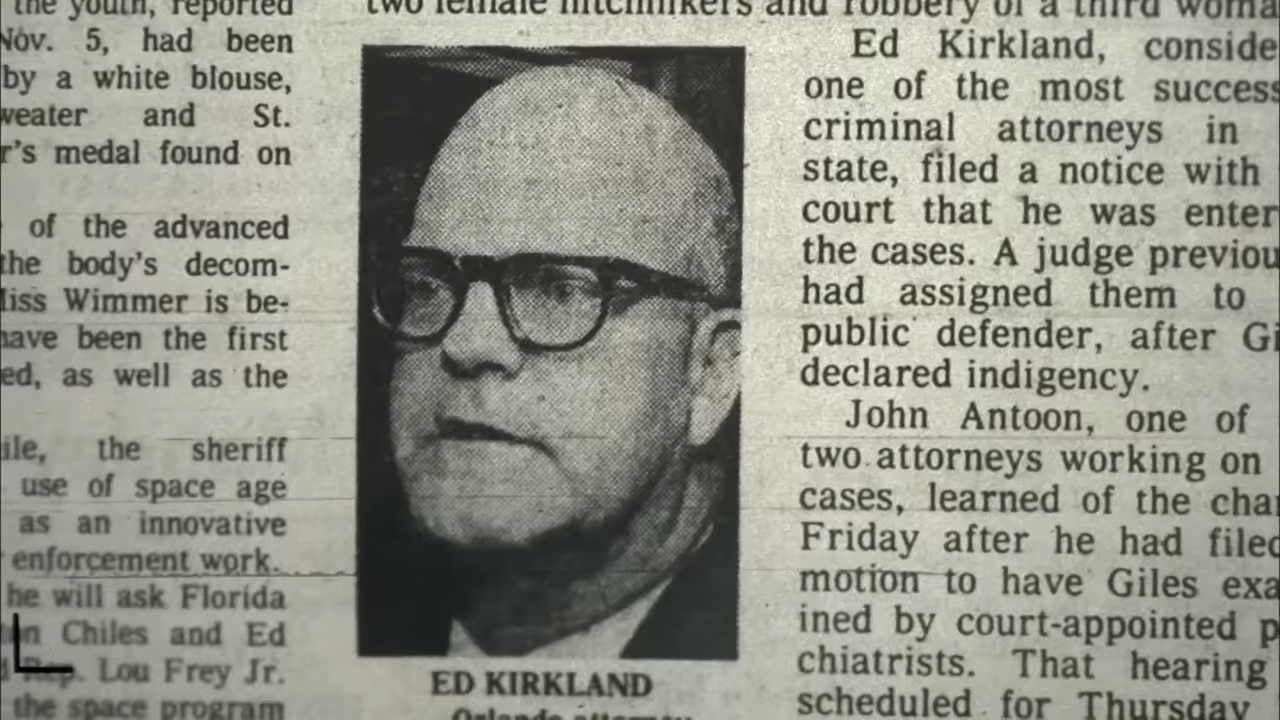 the youth, reported
Nov. 5, had been
by a white blouse,
weater and St.
r's medal found on
of the advanced
the body's decom-
liss Wimmer is be-
have been the first
ed, as well as the
ile, the sheriff
use of space age
as an innovative
enforcement work.
he will ask Florida
Chiles and Ed
Rep. Lou Frey Jr.
the space program
two female hitchhikers and robbery of a third woma
ED KIRKLAND
Orlando attorney
Ed Kirkland, conside
one of the most success
criminal attorneys in
state, filed a notice with
court that he was enter
the cases. A judge previou
had assigned them to
public defender, after Gi
declared indigency.
John Antoon, one of
two attorneys working on
cases, learned of the cha
Friday after he had filed
motion to have Giles exa
ined by court-appointed p
chiatrists. That hearing
scheduled for Thursday